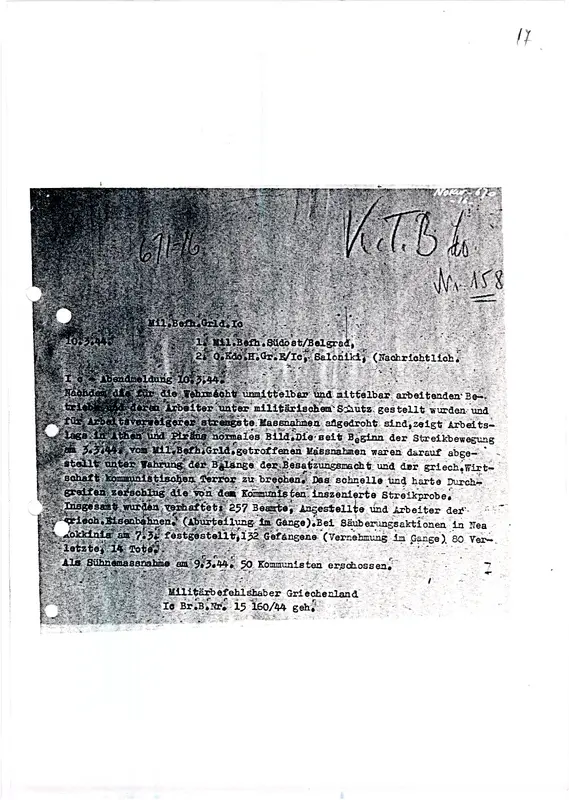 17
691-16
K.T.B
Nr 158
Mil.Befh.Grld.Ic
10.3.44. 1. Mil.Befh.Südost/Belgrad,
2. O.Kdo.H.Gr.E/Ic, Saloniki, (Nachrichtlich.
I c - Abendmeldung 10.3.44.
Nachdem die für die Wehrmacht unmittelbar und mittelbar arbeitenden Be-
triebe und deren Arbeiter unter militärischem Schutz gestellt wurden und
für Arbeitsverweigerer strengste Massnahmen angedroht sind,zeigt Arbeits-
lage in Athen und Piräus normales Bild.Die seit Beginn der Streikbewegung
am 3.3.44. vom Mil.Befh.Grld.getroffenen Massnahmen waren darauf abge-
stellt unter Wahrung der Belange der Besatzungsmacht und der griech.Wirt-
schaft kommunistischen Terror zu brechen. Das schnelle und harte Durch-
greifen zerschlug die von dem Kommunisten inszenierte Streikprobe.
Insgesamt wurden verhaftet: 257 Beamte, Angestellte und Arbeiter der
griech.Eisenbahnen. (Aburteilung im Gange).Bei Säuberungsaktionen in Nea
Kokkinia am 7.3. festgestellt,132 Gefangene (Vernehmung im Gange) 80 Ver-
letzte, 14 Tote.
Als Sühnemassnahme am 9.3.44. 50 Kommunisten erschossen.
Militärbefehlshaber Griechenland
Ic Br.B.Nr. 15 160/44 geh.